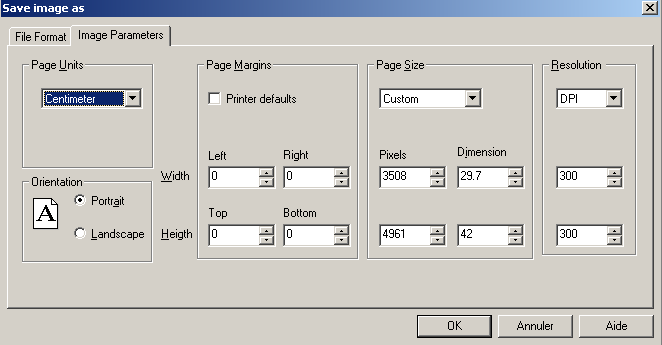 Save image as
File Format
Image Parameters
Page Units
Centimeter
Orientation
A
Portrait
Landscape
Width
Heigth
Page Margins
Printer defaults
Left Right
0 0
Top Bottom
0 0
Page Size
Custom
Pixels Dimension
3508 29.7
4961 42
Resolution
DPI
300
300
OK Annuler Aide